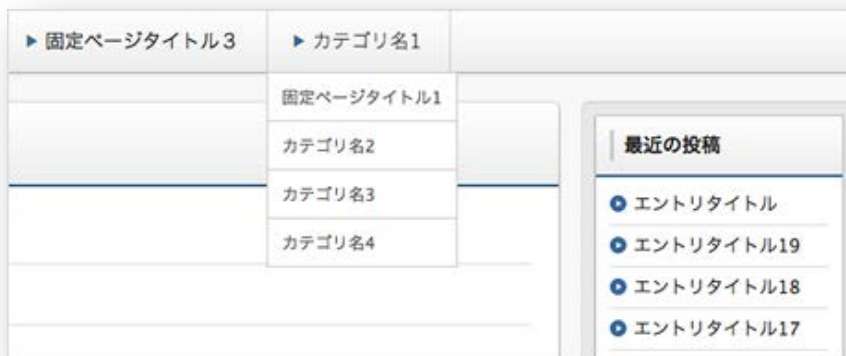 固定ページタイトル3
カテゴリ名1
固定ページタイトル1
カテゴリ名2
カテゴリ名3
カテゴリ名4
最近の投稿
エントリタイトル
エントリタイトル19
エントリタイトル18
エントリタイトル17